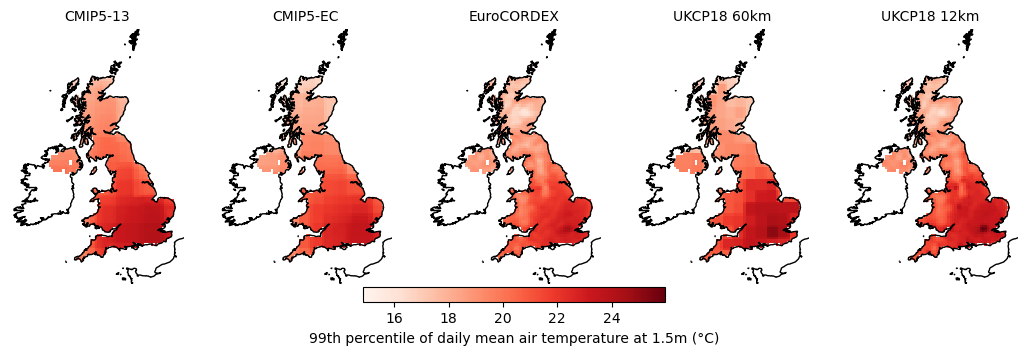 CMIP5-13 CMIP5-EC EuroCORDEX UKCP18 60km UKCP18 12km
16 18 20 22 24
99th percentile of daily mean air temperature at 1.5m (°C)